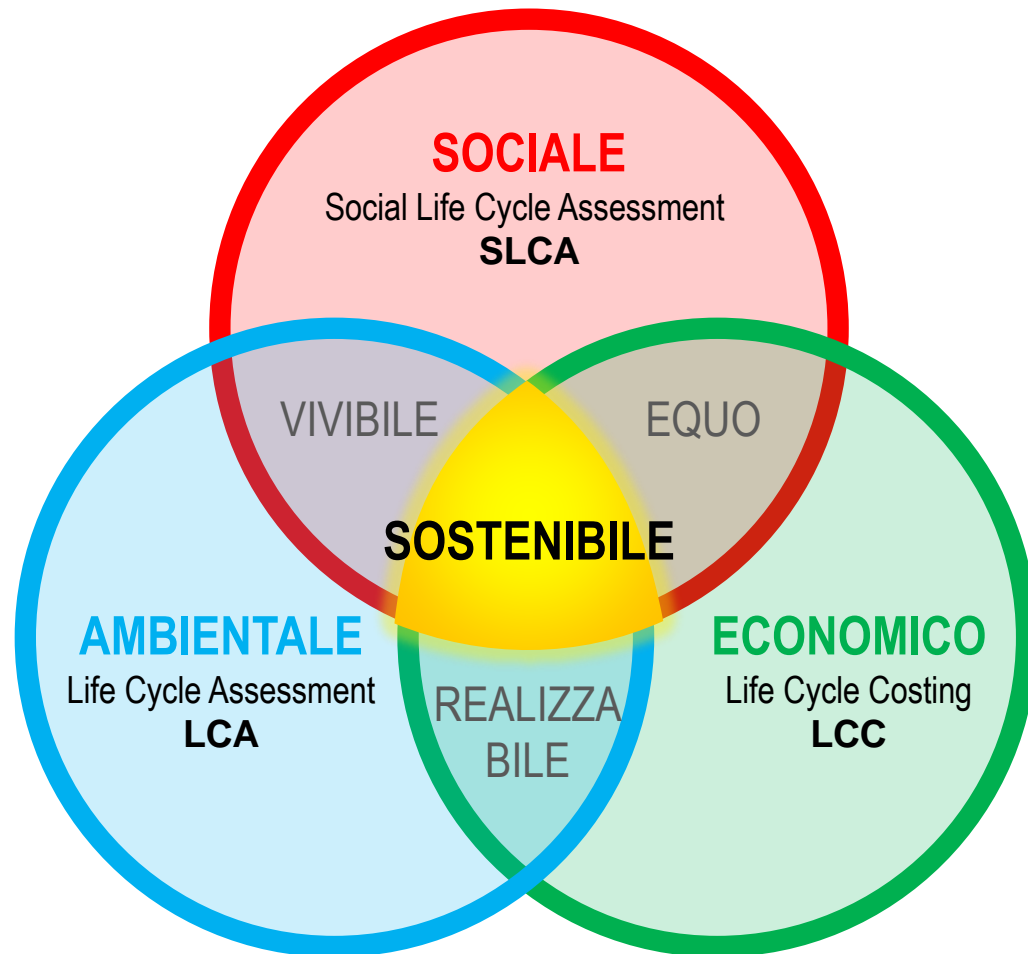 SOCIALE
Social Life Cycle Assessment
SLCA
VIVIBILE
EQUO
SOSTENIBILE
AMBIENTALE
Life Cycle Assessment
LCA
REALIZZA
BILE
ECONOMICO
Life Cycle Costing
LCC